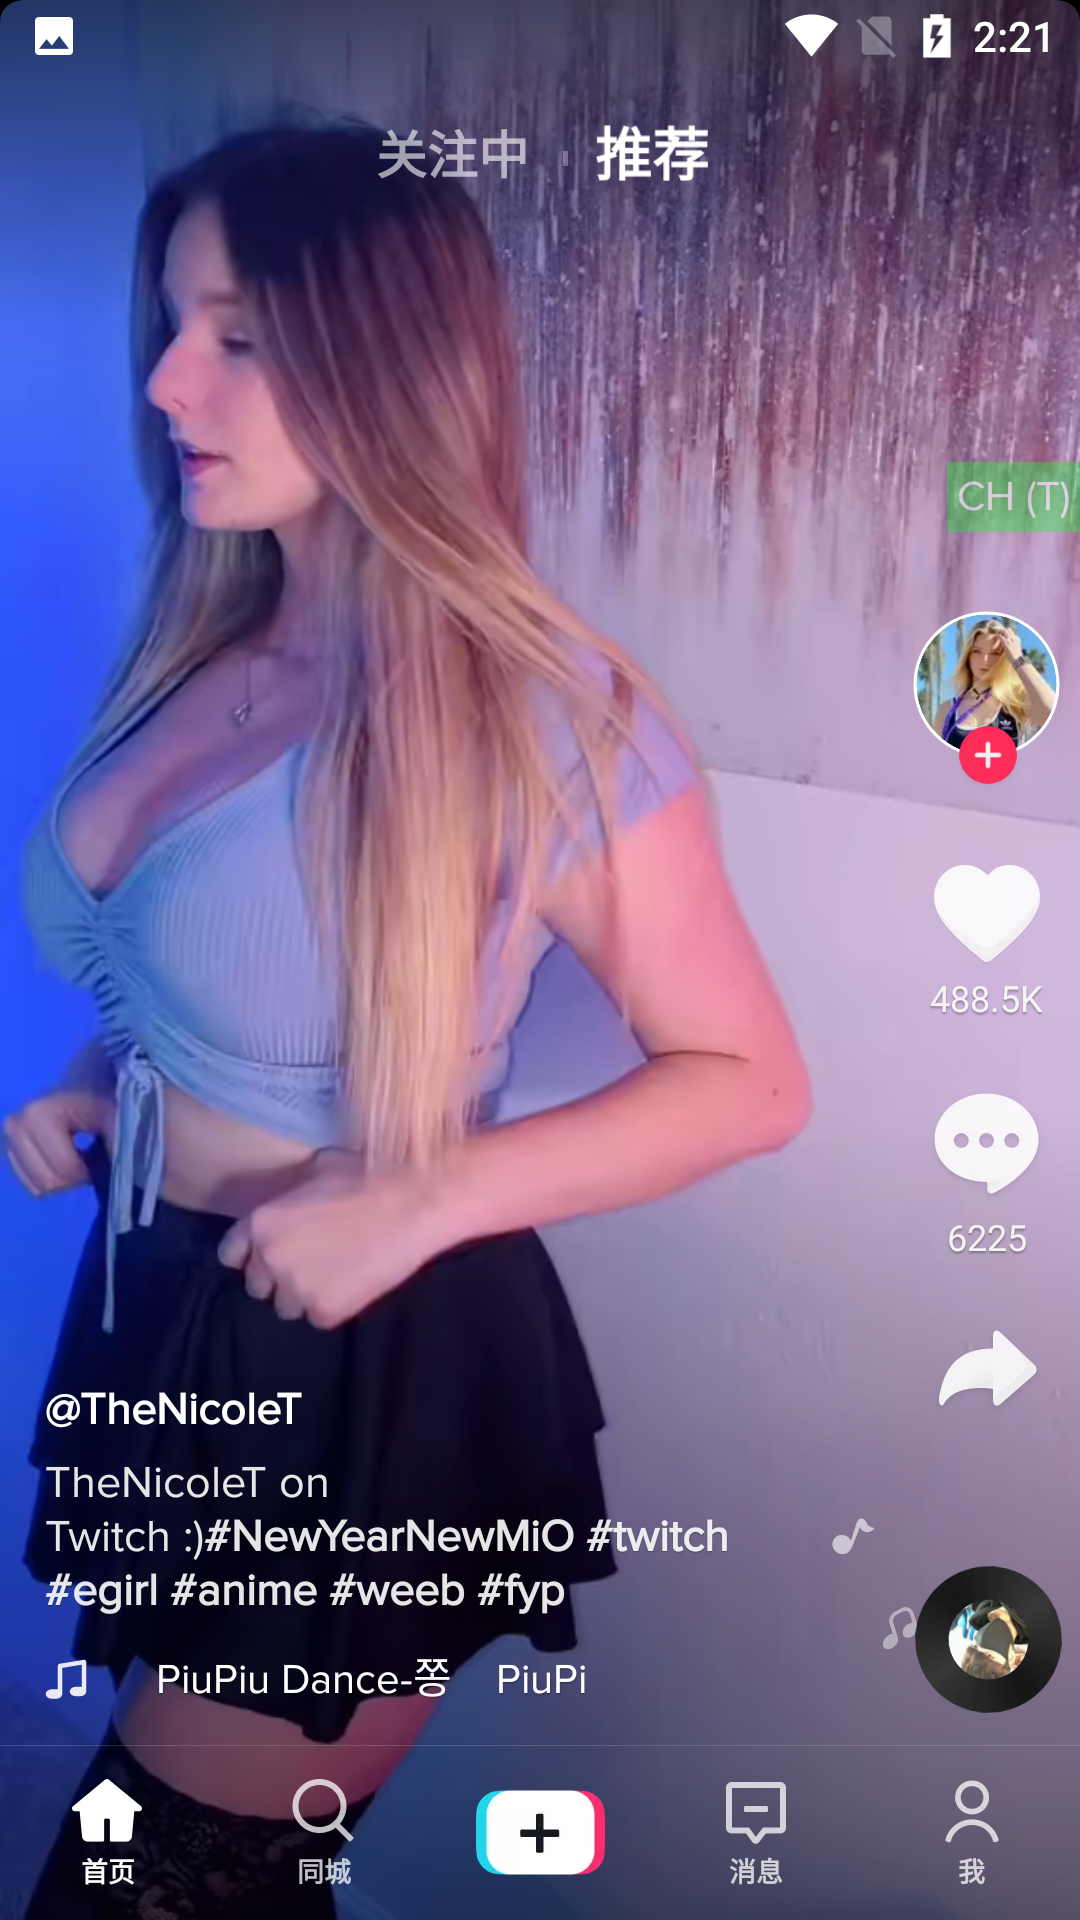 2:21
关注中
推荐
CH (T)
488.5K
6225
@TheNicoleT
TheNicoleT on
Twitch :)#NewYearNewMiO #twitch
#egirl #anime #weeb #fyp
PiuPiu Dance-쫑 PiuPi
首页
同城
消息
我